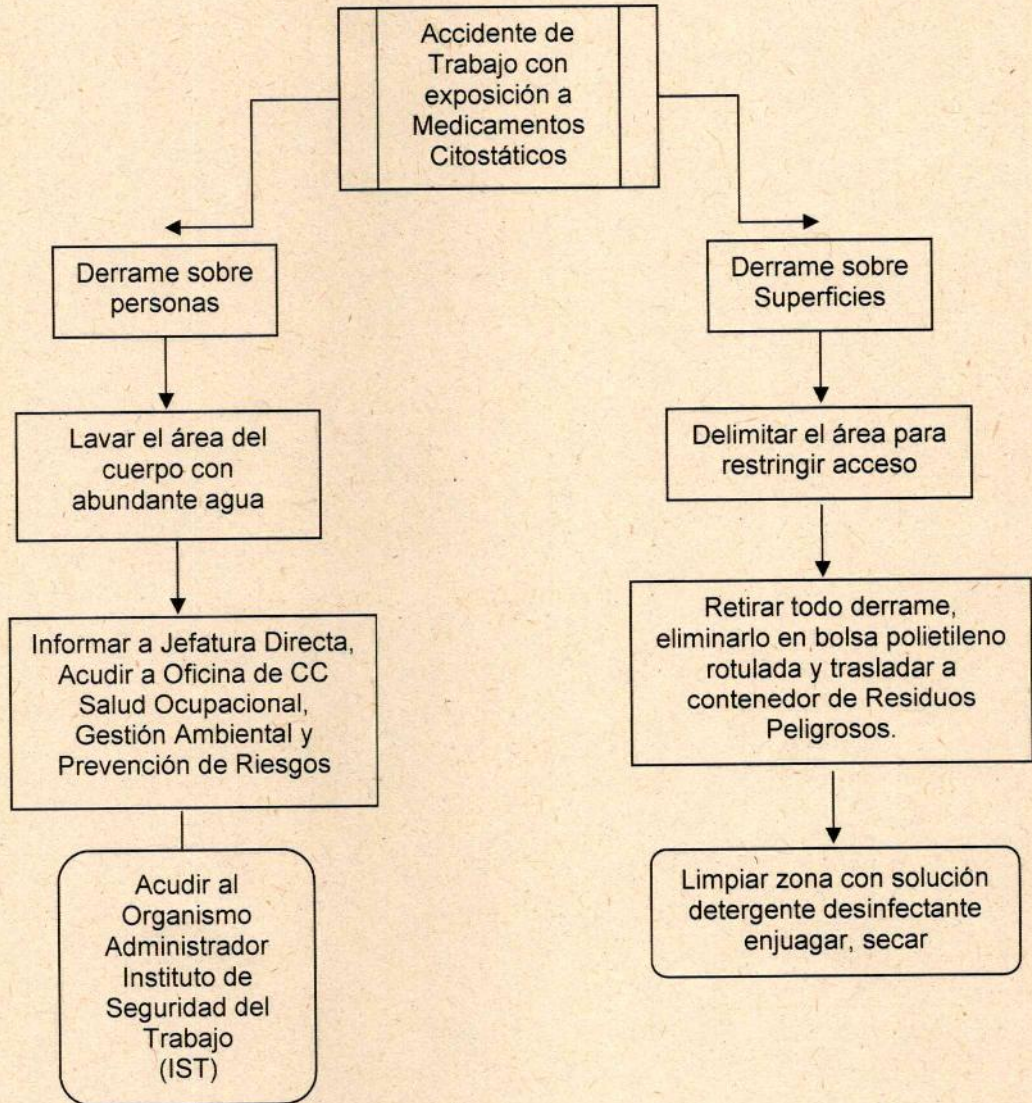 Accidente de
Trabajo con
exposición a
Medicamentos
Citostáticos
Derrame sobre
personas
Lavar el área del
cuerpo con
abundante agua
Informar a Jefatura Directa,
Acudir a Oficina de CC
Salud Ocupacional,
Gestión Ambiental y
Prevención de Riesgos
Acudir al
Organismo
Administrador
Instituto de
Seguridad del
Trabajo
(IST)
Derrame sobre
Superficies
Delimitar el área para
restringir acceso
Retirar todo derrame,
eliminarlo en bolsa polietileno
rotulada y trasladar a
contenedor de Residuos
Peligrosos.
Limpiar zona con solución
detergente desinfectante
enjuagar, secar